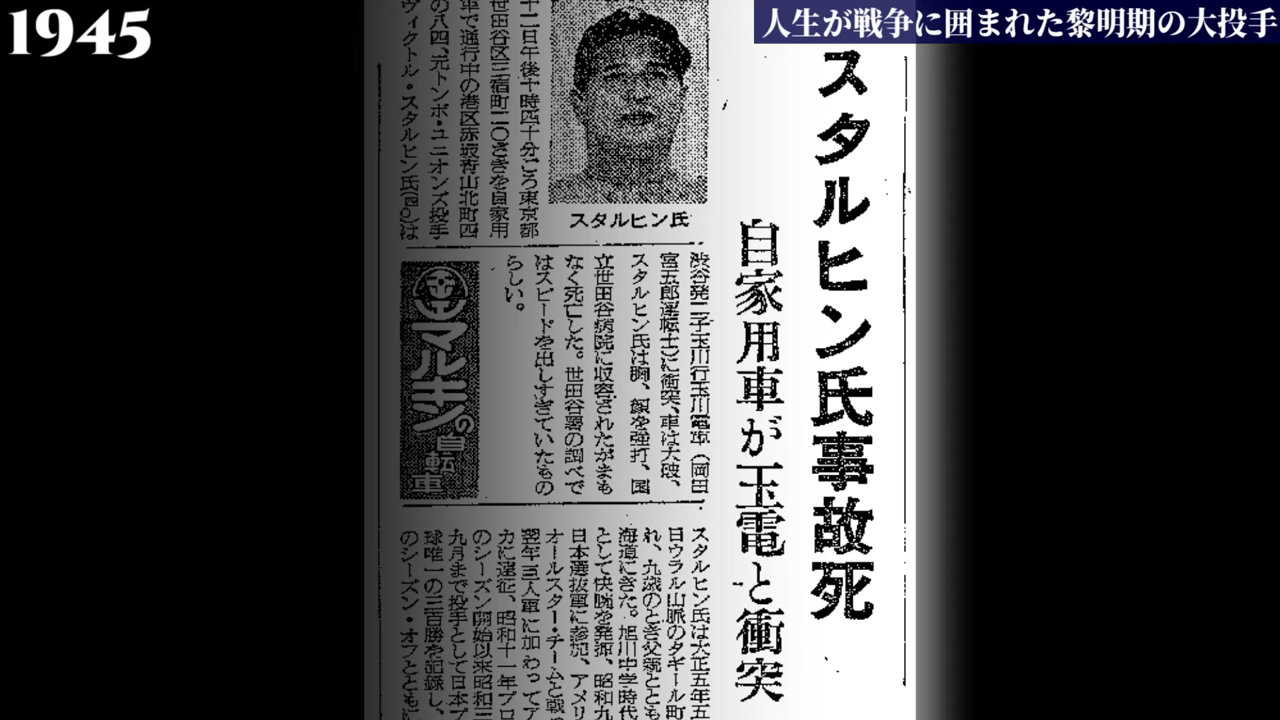 1945
人生が戦争に囲まれた黎明期の大投手
スタルヒン氏事故死
自家用車が玉電と衝突
スタルヒン氏
十二日午後十時四十分ごろ東京都
世田谷区三宿町二〇さきを自家用
車で通行中の港区赤坂青山北町四
の八四、元トンボ・ユニオンズ投手
ヴィクトル・スタルヒン氏(四〇)は
渋谷発二子玉川行玉川電車(岡田
富五郎運転士)に衝突、車は大破、
スタルヒン氏は胸、顔を強打、国
立世田谷病院に収容されたがまも
なく死亡した。世田谷署の調べで
はスピードを出しすぎていたもの
らしい。
マルキンの自転車
スタルヒン氏は大正五年五
日ウラル山脈のタギール町
れ、九歳のとき父親ととも
海道にきた。旭川中学時代
として快腕を発揮、昭和九
日本選抜軍に参加、アメリ
オールスター・チームと戦
翌年巨人軍に加わってア
カに遠征、昭和十一年プロ
のシーズン開始以来昭和三
九月まで投手として日本プ
球唯一の三百勝を記録し、
のシーズン・オフとともに